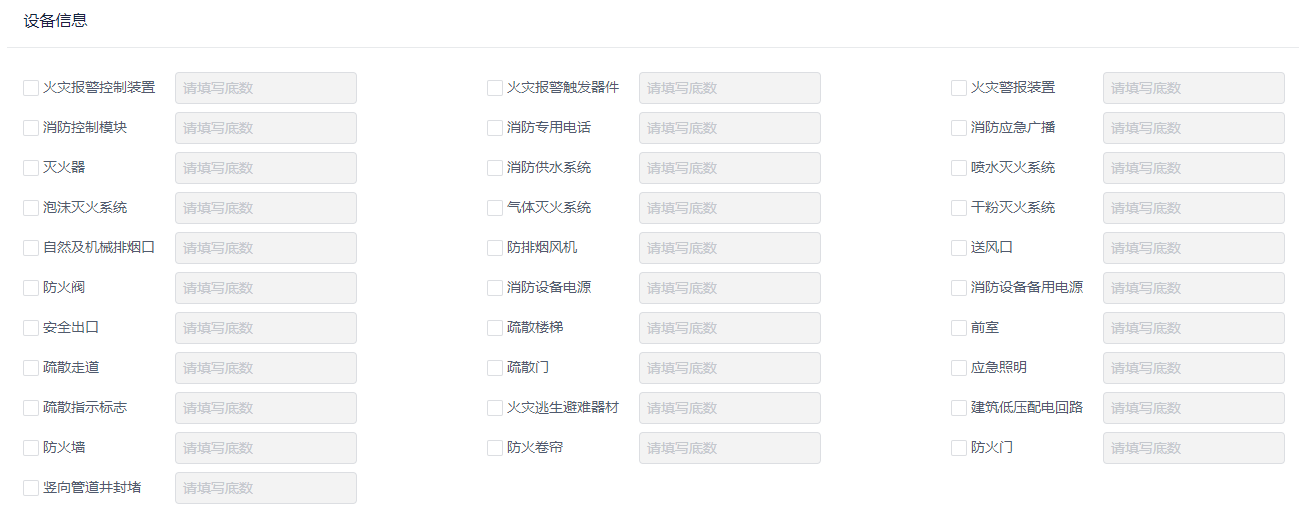 设备信息
火灾报警控制装置 请填写底数 火灾报警触发器件 请填写底数 火灾警报装置 请填写底数
消防控制模块 请填写底数 消防专用电话 请填写底数 消防应急广播 请填写底数
灭火器 请填写底数 消防供水系统 请填写底数 喷水灭火系统 请填写底数
泡沫灭火系统 请填写底数 气体灭火系统 请填写底数 干粉灭火系统 请填写底数
自然及机械排烟口 请填写底数 防排烟风机 请填写底数 送风口 请填写底数
防火阀 请填写底数 消防设备电源 请填写底数 消防设备备用电源 请填写底数
安全出口 请填写底数 疏散楼梯 请填写底数 前室 请填写底数
疏散走道 请填写底数 疏散门 请填写底数 应急照明 请填写底数
疏散指示标志 请填写底数 火灾逃生避难器材 请填写底数 建筑低压配电回路 请填写底数
防火墙 请填写底数 防火卷帘 请填写底数 防火门 请填写底数
竖向管道井封堵 请填写底数